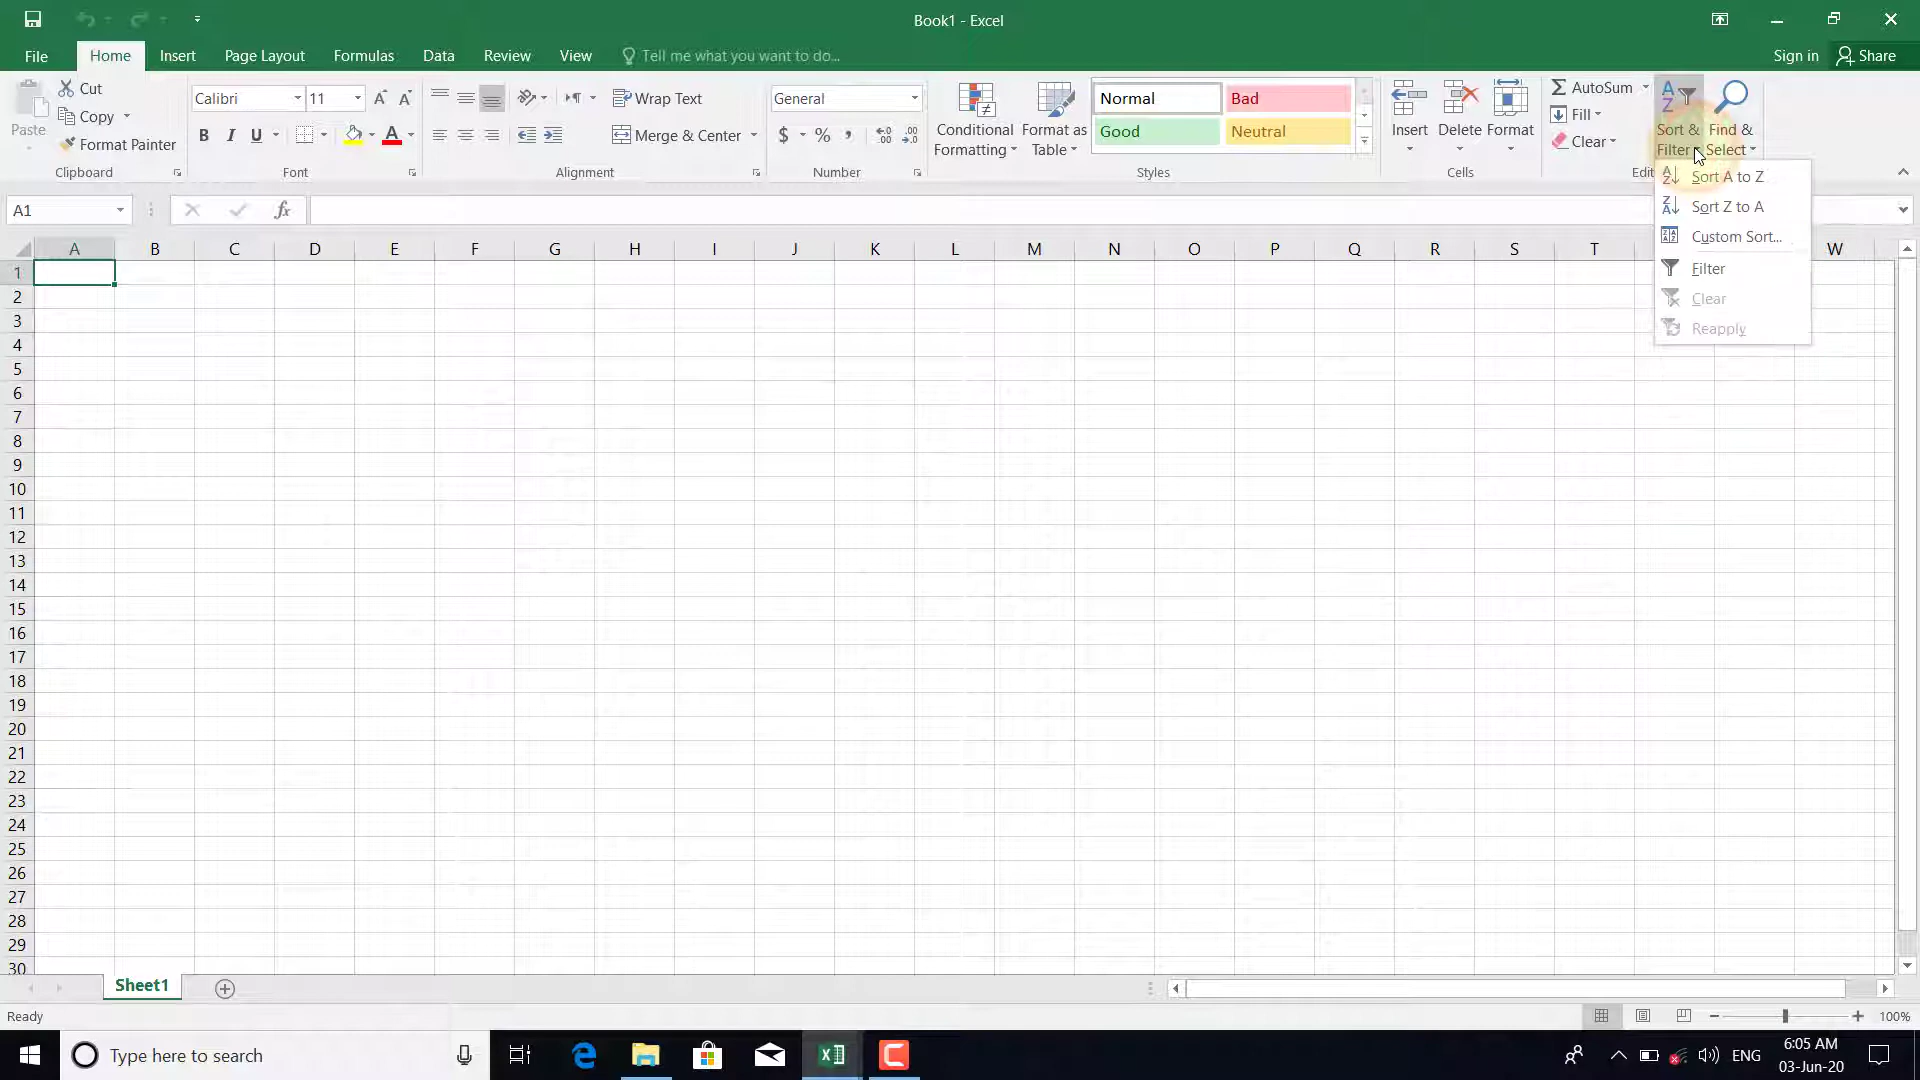 Book1 - Excel
File Home Insert Page Layout Formulas Data Review View Tell me what you want to do... Sign in Share
Paste
Cut
Copy
Format Painter
Clipboard
Calibri 11
B I U
Font
Wrap Text
Merge & Center
Alignment
General
$ % ,
Number
Conditional Formatting
Format as Table
Normal Bad
Good Neutral
Styles
Insert Delete Format
Cells
AutoSum
Fill
Clear
Sort & Filter
Find & Select
Edit
Sort A to Z
Sort Z to A
Custom Sort...
Filter
Clear
Reapply
A1 fx
A B C D E F G H I J K L M N O P Q R S T W
1
2
3
4
5
6
7
8
9
10
11
12
13
14
15
16
17
18
19
20
21
22
23
24
25
26
27
28
29
30
Sheet1
Ready 100%
Type here to search
ENG
6:05 AM
03-Jun-20